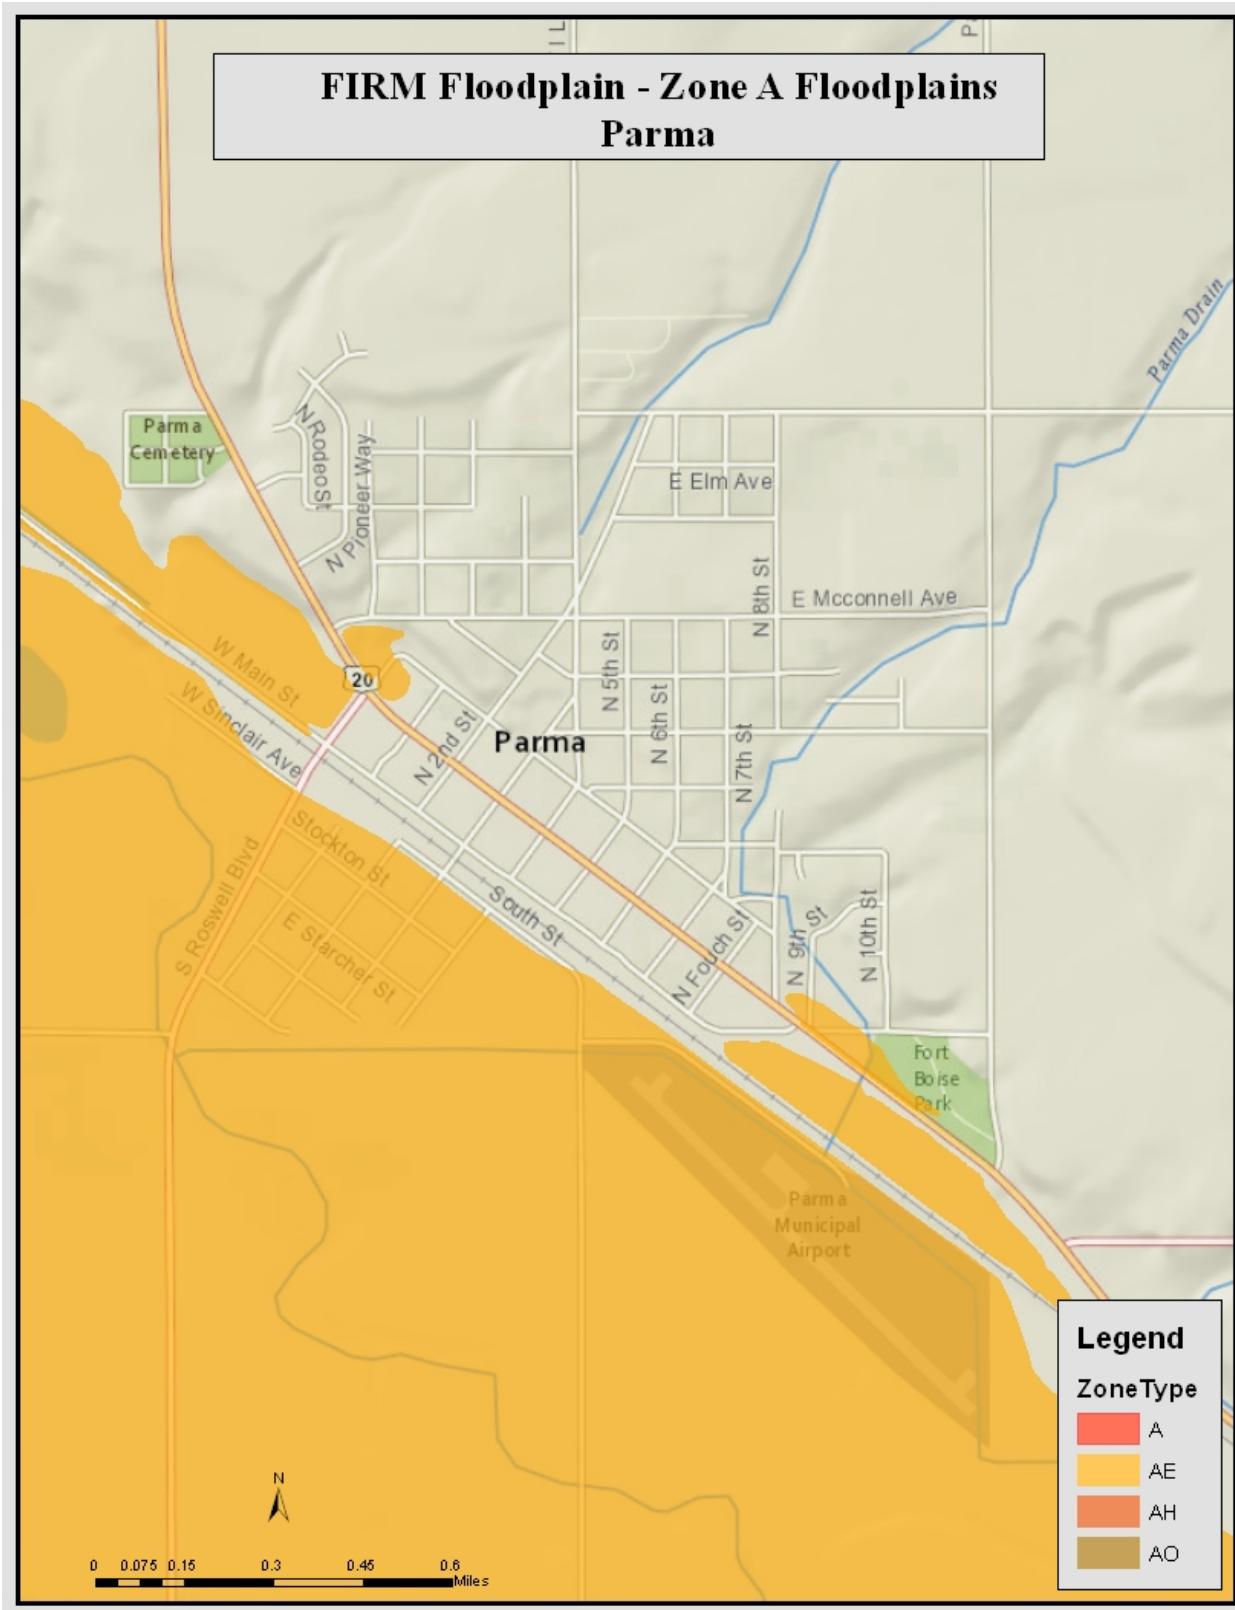 FIRM Floodplain - Zone A Floodplains
Parma
Parma Drain
Parma
Cemetery
N Rodeo St
N Pioneer Way
E Elm Ave
N 8th St
E Mcconnell Ave
N 5th St
N 6th St
N 7th St
W Main St
20
W Sinclair Ave
N 2nd St
Parma
Stockton St
S Roswell Blvd
E Starcher St
South St
N Fouch St
N 9th St
N 10th St
Fort
Boise
Park
Parma
Municipal
Airport
Legend
ZoneType
A
AE
AH
AO
N
0 0.075 0.15 0.3 0.45 0.6
Miles